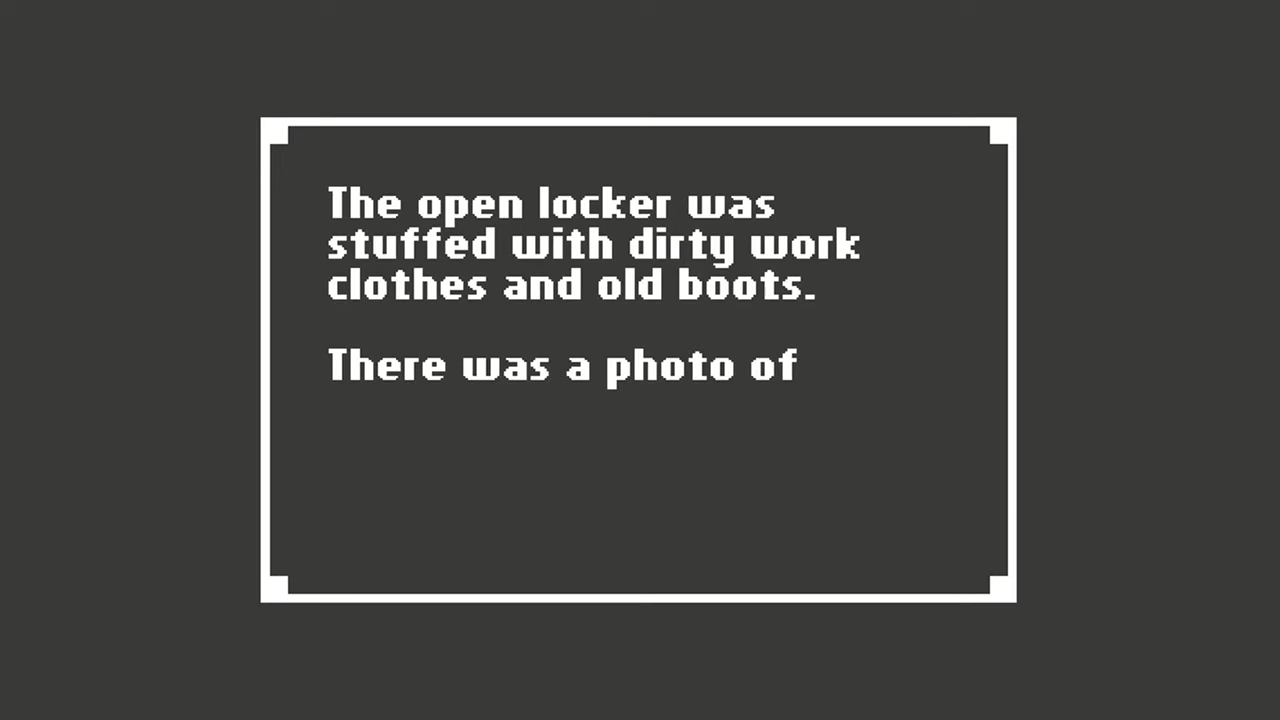 The open locker was
stuffed with dirty work
clothes and old boots.
There was a photo of